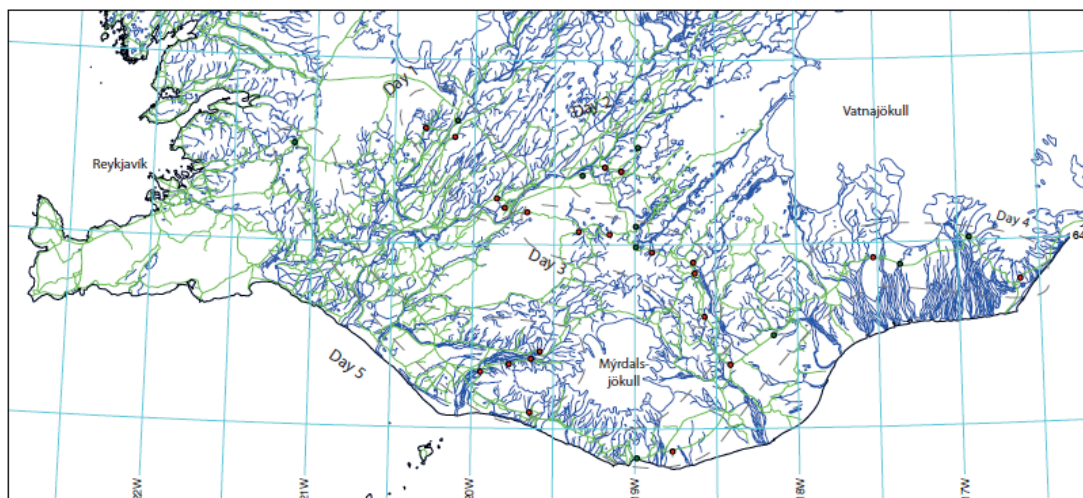 Day 1
Day 2
Vatnajökull
Reykjavík
Day 4
64
Day 3
Day 5
Mýrdals-
jökull
22W
21W
20W
19W
18W
17W